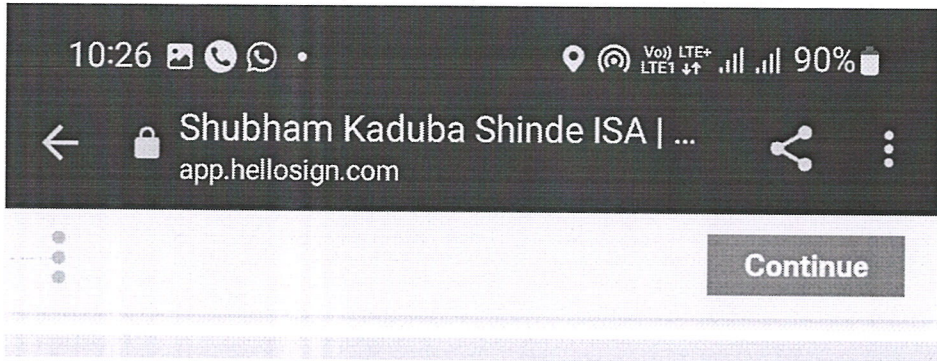 10:26 Vo)) LTE+ 90%
LTE1
Shubham Kaduba Shinde ISA | ...
app.hellosign.com
Continue